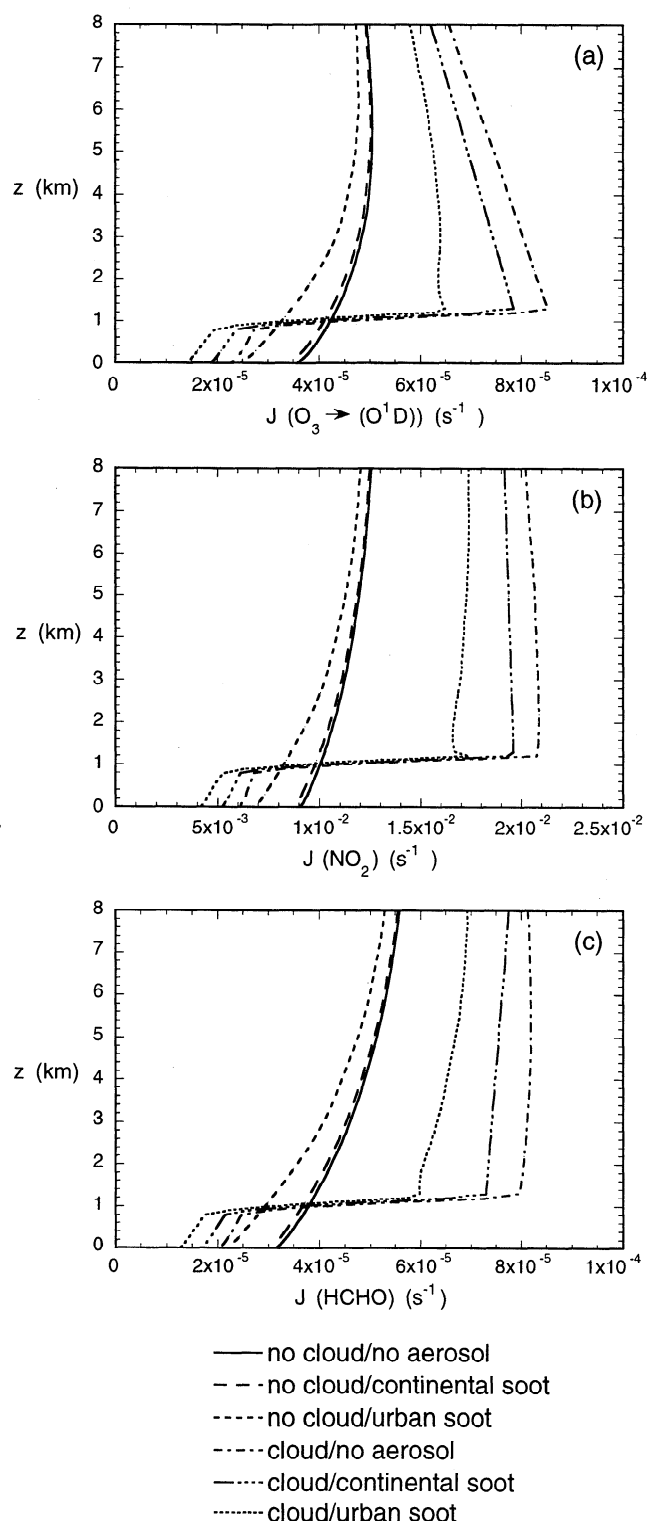 8
(a)
7
6
5
z (km)
4
3
2
1
0
0
2x10⁻⁵
4x10⁻⁵
6x10⁻⁵
8x10⁻⁵
1x10⁻⁴
J (O₃ → (O¹D)) (s⁻¹ )
8
(b)
7
6
5
z (km)
4
3
2
1
0
0
5x10⁻³
1x10⁻²
1.5x10⁻²
2x10⁻²
2.5x10⁻²
J (NO₂) (s⁻¹ )
8
(c)
7
6
5
z (km)
4
3
2
1
0
0
2x10⁻⁵
4x10⁻⁵
6x10⁻⁵
8x10⁻⁵
1x10⁻⁴
J (HCHO) (s⁻¹)
no cloud/no aerosol
no cloud/continental soot
no cloud/urban soot
cloud/no aerosol
cloud/continental soot
cloud/urban soot